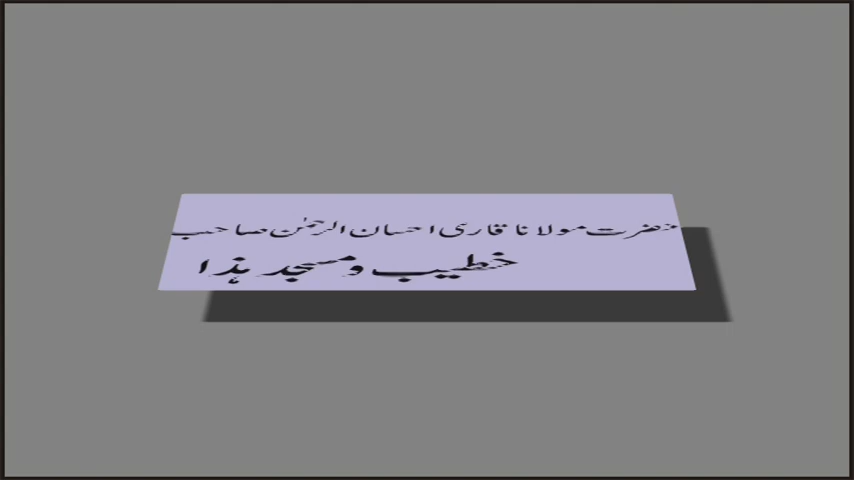 حضرت مولانا قاری احسان الرحمٰن صاحب
خطیب و مسجد ہذا